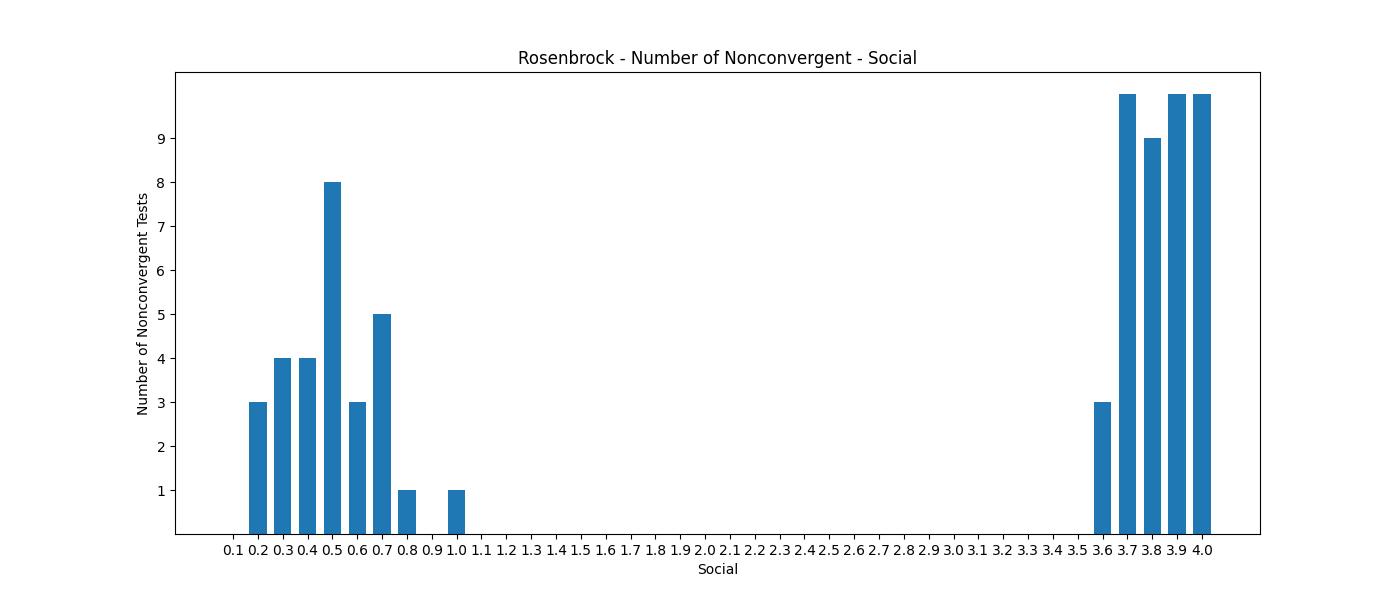 Rosenbrock - Number of Nonconvergent - Social
9
8
7
6
5
4
3
2
1
Number of Nonconvergent Tests
0.1 0.2 0.3 0.4 0.5 0.6 0.7 0.8 0.9 1.0 1.1 1.2 1.3 1.4 1.5 1.6 1.7 1.8 1.9 2.0 2.1 2.2 2.3 2.4 2.5 2.6 2.7 2.8 2.9 3.0 3.1 3.2 3.3 3.4 3.5 3.6 3.7 3.8 3.9 4.0
Social